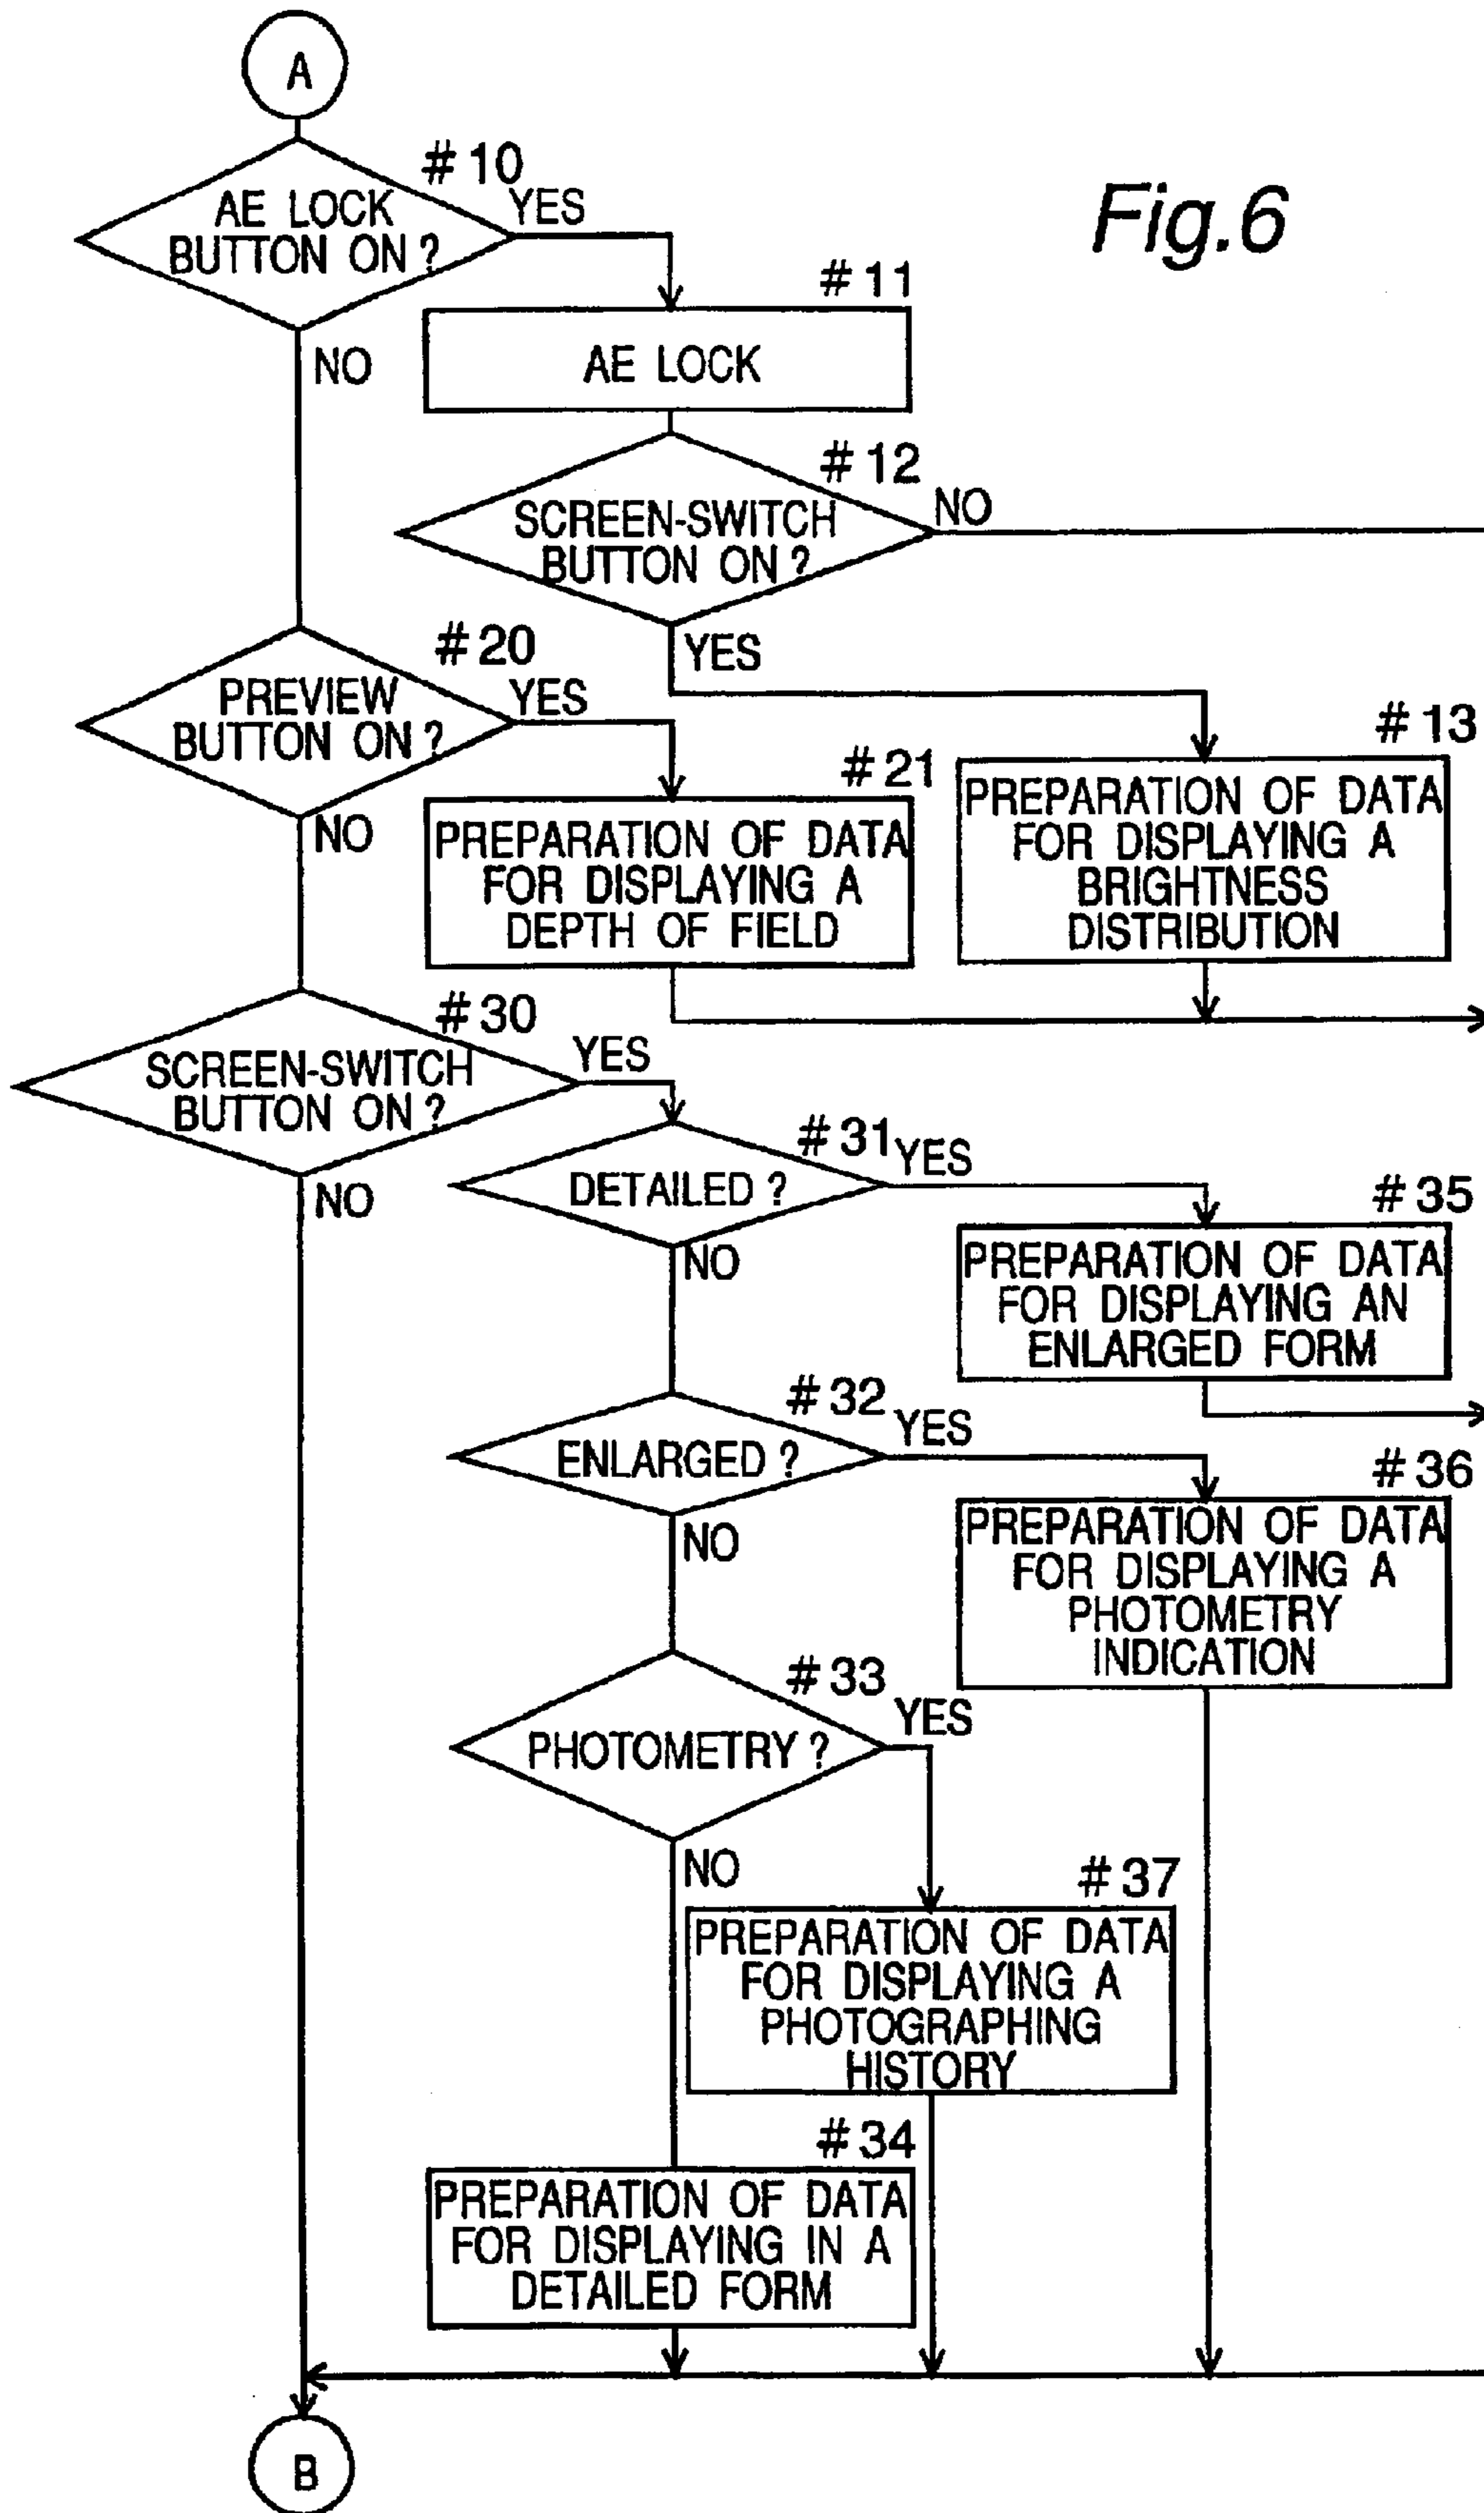 A
#10
AE LOCK
BUTTON ON ?
YES
NO
Fig.6
#11
AE LOCK
#12
SCREEN-SWITCH
BUTTON ON ?
NO
YES
#20
PREVIEW
BUTTON ON ?
YES
NO
#21
PREPARATION OF DATA
FOR DISPLAYING A
DEPTH OF FIELD
#13
PREPARATION OF DATA
FOR DISPLAYING A
BRIGHTNESS
DISTRIBUTION
#30
SCREEN-SWITCH
BUTTON ON ?
YES
NO
#31
DETAILED ?
YES
NO
#35
PREPARATION OF DATA
FOR DISPLAYING AN
ENLARGED FORM
#32
ENLARGED ?
YES
NO
#36
PREPARATION OF DATA
FOR DISPLAYING A
PHOTOMETRY
INDICATION
#33
PHOTOMETRY ?
YES
NO
#37
PREPARATION OF DATA
FOR DISPLAYING A
PHOTOGRAPHING
HISTORY
#34
PREPARATION OF DATA
FOR DISPLAYING IN A
DETAILED FORM
B